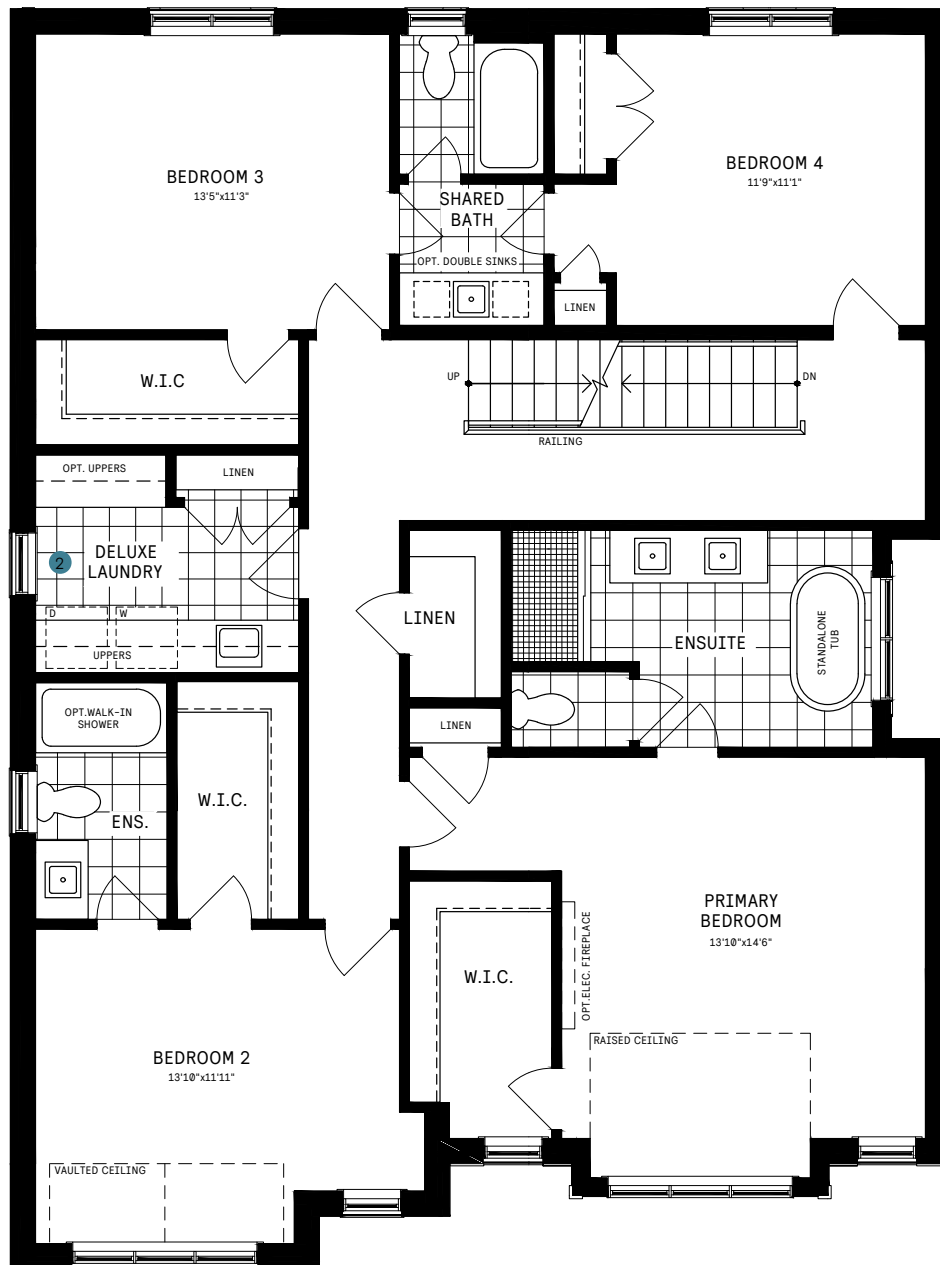 BEDROOM 3
13'5"x11'3"
SHARED
BATH
OPT. DOUBLE SINKS
BEDROOM 4
11'9"x11'1"
LINEN
W.I.C
UP
DN
RAILING
OPT. UPPERS
LINEN
2
DELUXE
LAUNDRY
D
W
UPPERS
LINEN
ENSUITE
STANDALONE
TUB
LINEN
OPT.WALK-IN
SHOWER
ENS.
W.I.C.
PRIMARY
BEDROOM
13'10"x14'6"
OPT.ELEC. FIREPLACE
W.I.C.
RAISED CEILING
BEDROOM 2
13'10"x11'11"
VAULTED CEILING